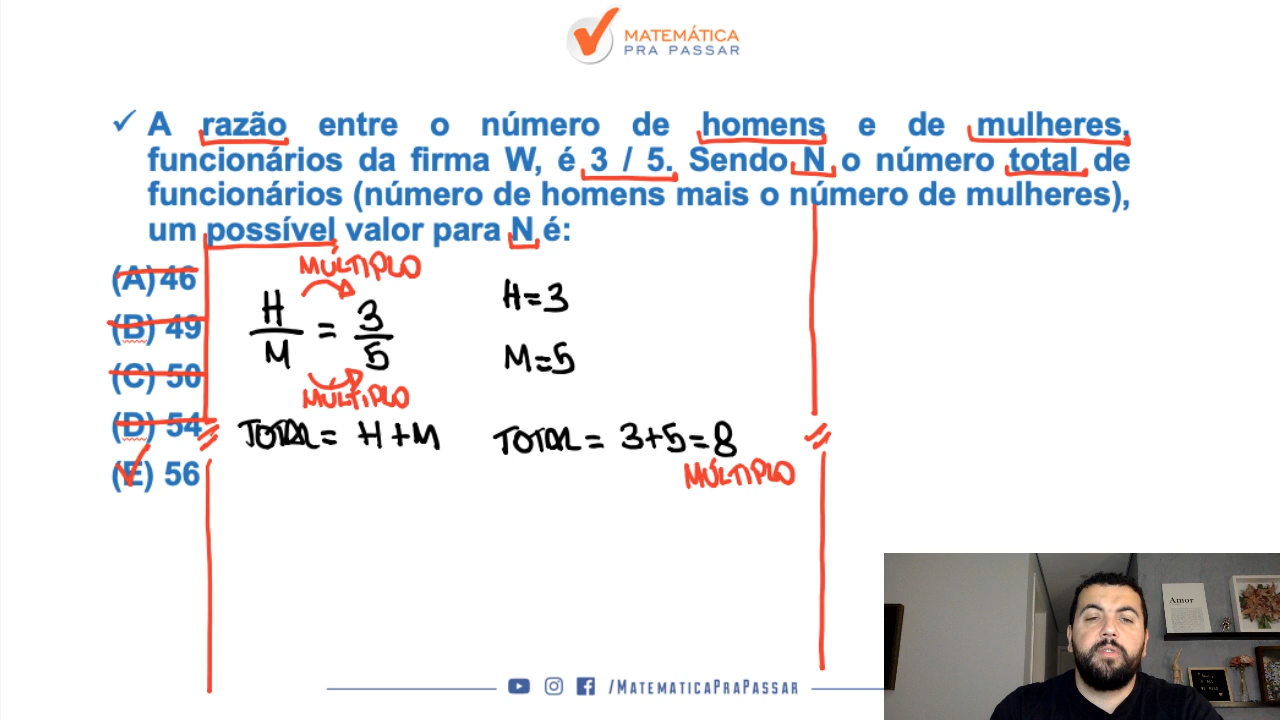 MATEMÁTICA
PRA PASSAR
✓ A razão entre o número de homens e de mulheres,
funcionários da firma W, é 3 / 5. Sendo N o número total de
funcionários (número de homens mais o número de mulheres),
um possível valor para N é:
(A) 46
(B) 49
(C) 50
(D) 54
(E) 56
MÚLTIPLO
H/M = 3/5
MÚLTIPLO
TOTAL = H + M
H = 3
M = 5
TOTAL = 3 + 5 = 8
MÚLTIPLO
/MATEMATICAPRAPASSAR
Amor